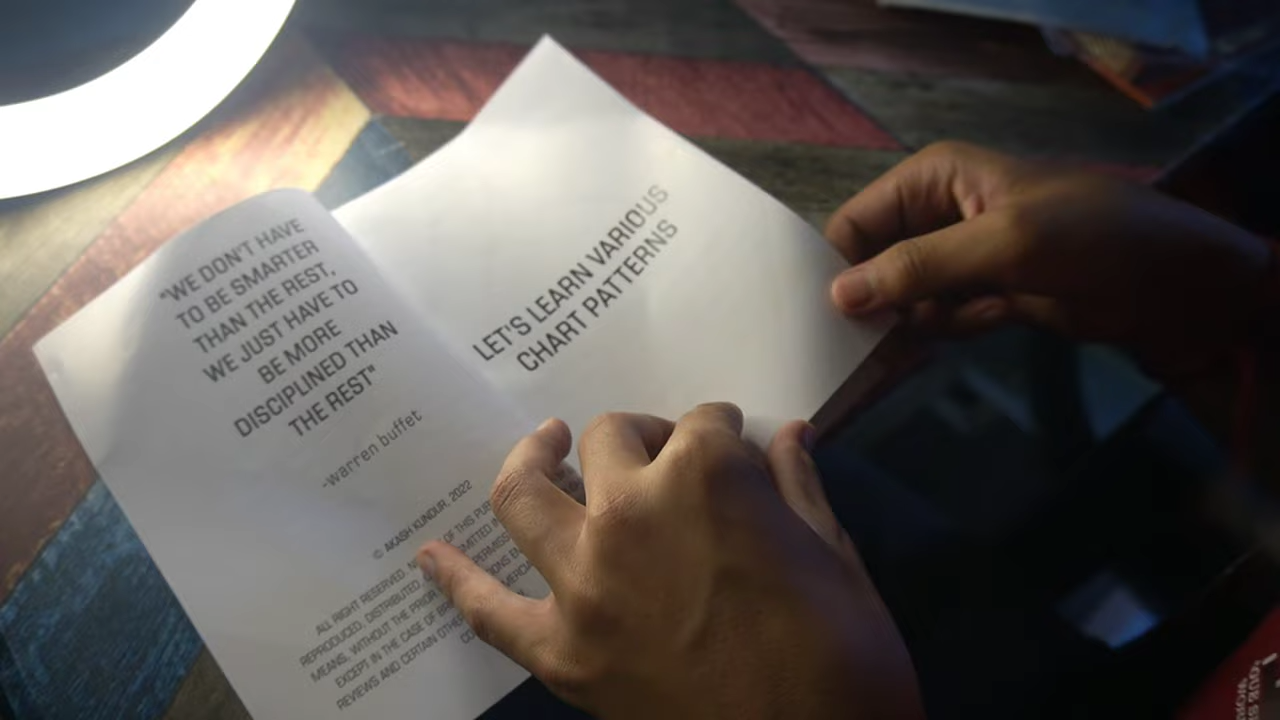 "WE DON'T HAVE
TO BE SMARTER
THAN THE REST,
WE JUST HAVE TO
BE MORE
DISCIPLINED THAN
THE REST"
-warren buffet
© AKASH KUNDUR, 2022
ALL RIGHT RESERVED, OF THIS
REPRODUCED, DISTRIBUTED,
MEANS, WITHOUT THE PRIOR
EXCEPT IN THE CASE OF
REVIEWS AND CERTAIN
LET'S LEARN VARIOUS
CHART PATTERNS